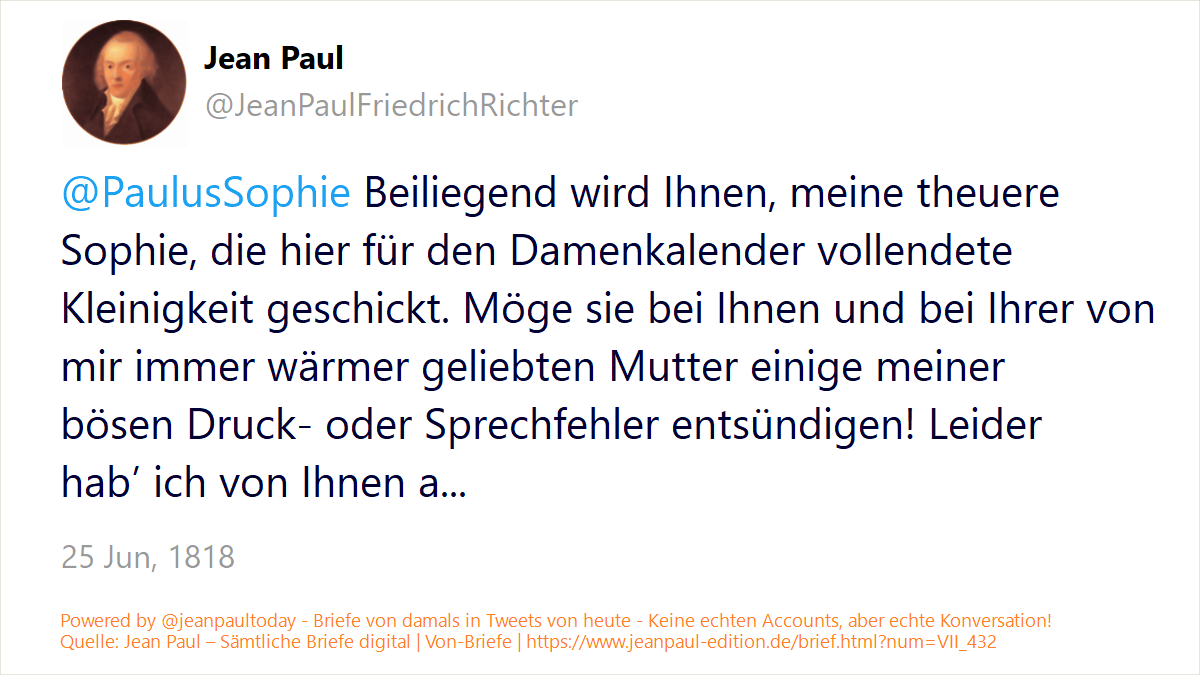 Jean Paul
@JeanPaulFriedrichRichter
@PaulusSophie Beiliegend wird Ihnen, meine theuere
Sophie, die hier für den Damenkalender vollendete
Kleinigkeit geschickt. Möge sie bei Ihnen und bei Ihrer von
mir immer wärmer geliebten Mutter einige meiner
bösen Druck- oder Sprechfehler entsündigen! Leider
hab’ ich von Ihnen a...
25 Jun, 1818
Powered by @jeanpaultoday - Briefe von damals in Tweets von heute - Keine echten Accounts, aber echte Konversation!
Quelle: Jean Paul – Sämtliche Briefe digital | Von-Briefe | https://www.jeanpaul-edition.de/brief.html?num=VII_432